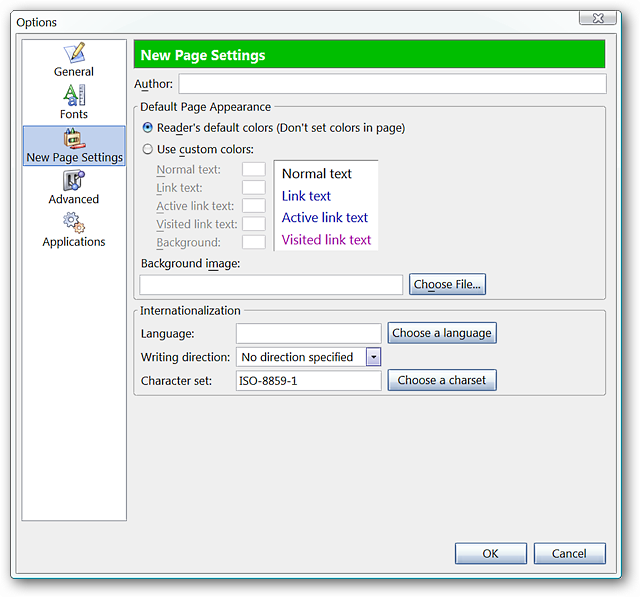 Options
General
Fonts
New Page Settings
Advanced
Applications
New Page Settings
Author:
Default Page Appearance
Reader's default colors (Don't set colors in page)
Use custom colors:
Normal text:
Link text:
Active link text:
Visited link text:
Background:
Normal text
Link text
Active link text
Visited link text
Background image:
Choose File...
Internationalization
Language:
Choose a language
Writing direction: No direction specified
Character set: ISO-8859-1
Choose a charset
OK
Cancel